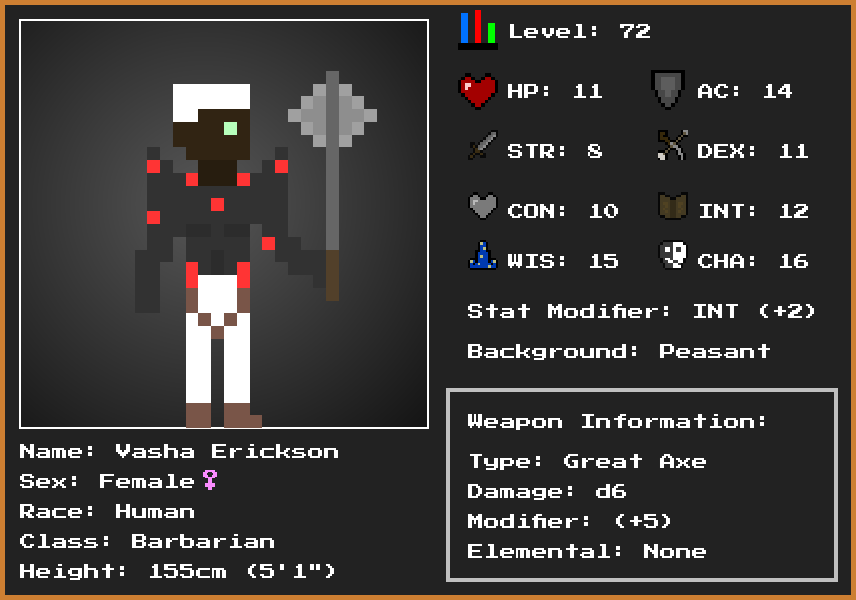 Level: 72
HP: 11
AC: 14
STR: 8
DEX: 11
CON: 10
INT: 12
WIS: 15
CHA: 16
Stat Modifier: INT (+2)
Background: Peasant
Weapon Information:
Type: Great Axe
Damage: d6
Modifier: (+5)
Elemental: None
Name: Vasha Erickson
Sex: Female♀
Race: Human
Class: Barbarian
Height: 155cm (5'1")